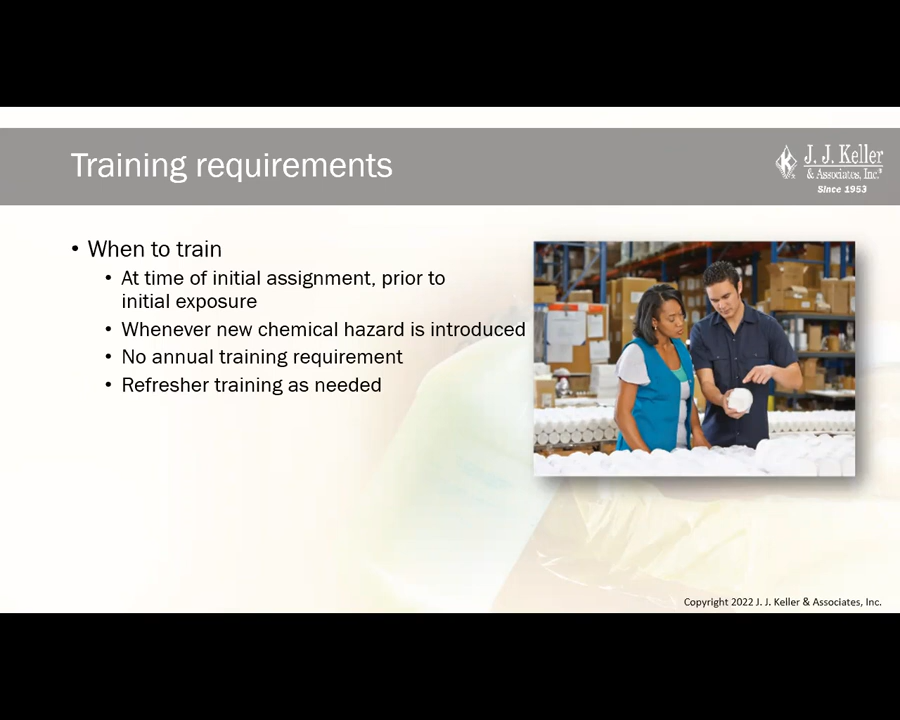 Training requirements
J. J. Keller
& Associates, Inc.®
Since 1953
• When to train
• At time of initial assignment, prior to
initial exposure
• Whenever new chemical hazard is introduced
• No annual training requirement
• Refresher training as needed
Copyright 2022 J. J. Keller & Associates, Inc.